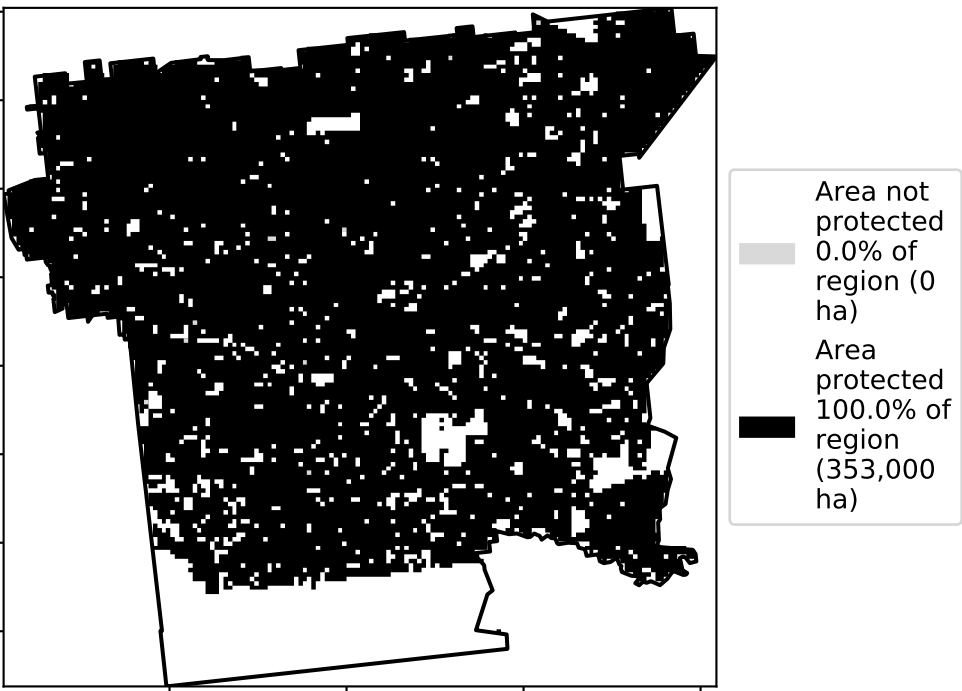 Area not
protected
0.0% of
region (0
ha)
Area
protected
100.0% of
region
(353,000
ha)